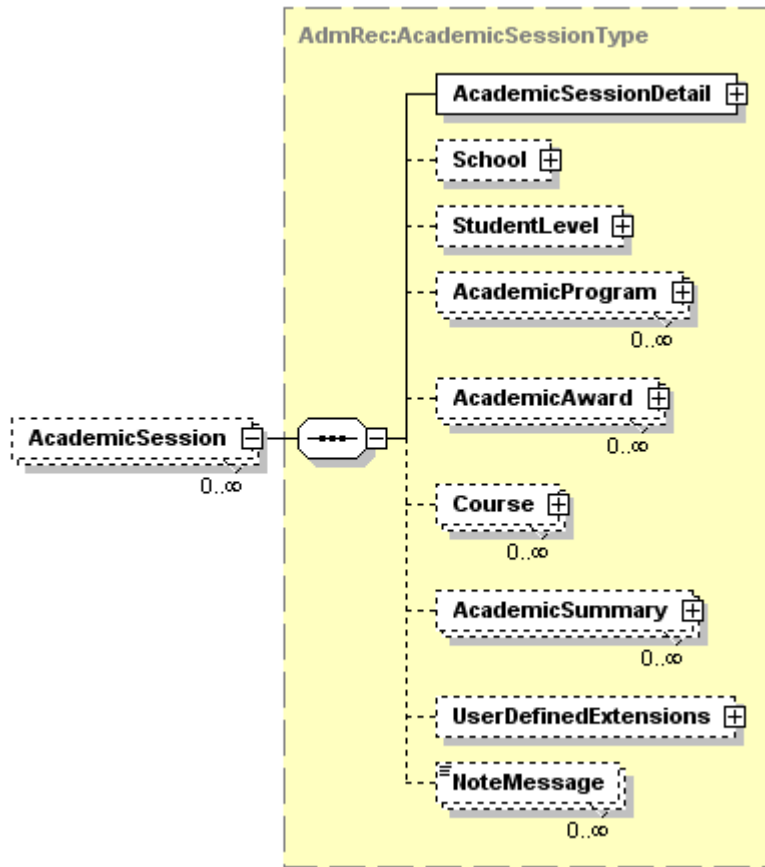 AdmRec:AcademicSessionType
AcademicSessionDetail
School
StudentLevel
AcademicProgram
0..∞
AcademicAward
0..∞
AcademicSession
0..∞
Course
0..∞
AcademicSummary
0..∞
UserDefinedExtensions
NoteMessage
0..∞